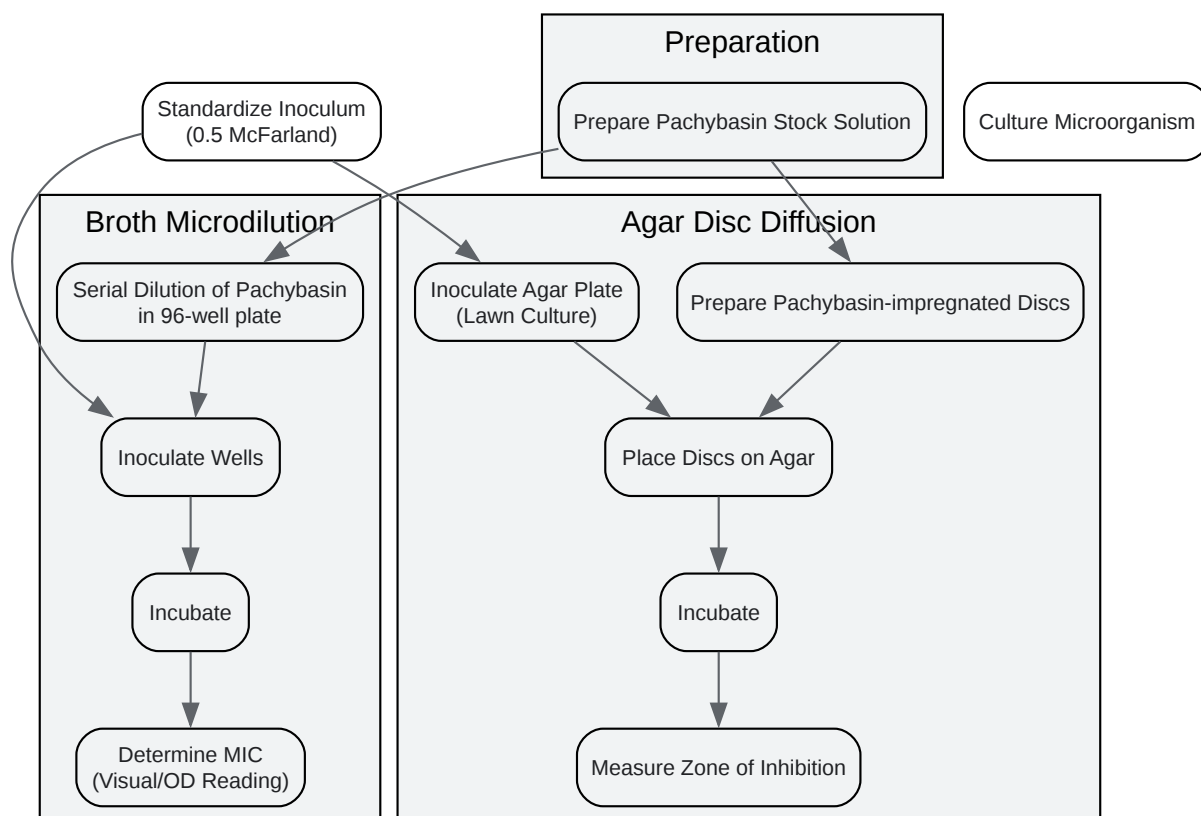 Preparation
Standardize Inoculum
(0.5 McFarland)
Prepare Pachybasin Stock Solution
Culture Microorganism
Broth Microdilution
Agar Disc Diffusion
Serial Dilution of Pachybasin
in 96-well plate
Inoculate Agar Plate
(Lawn Culture)
Prepare Pachybasin-impregnated Discs
Inoculate Wells
Place Discs on Agar
Incubate
Incubate
Determine MIC
(Visual/OD Reading)
Measure Zone of Inhibition